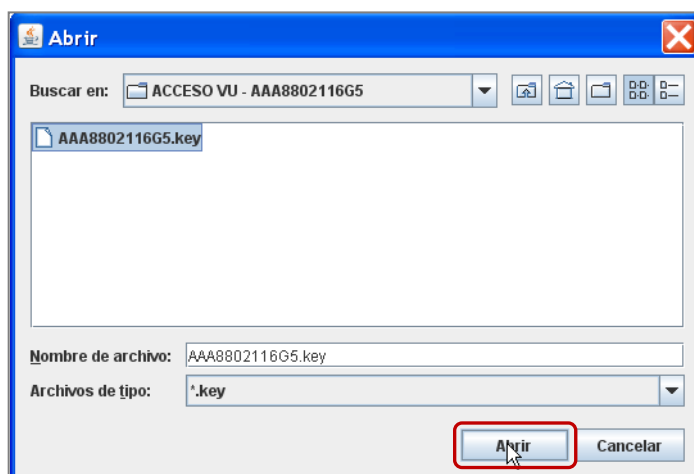 Abrir
Buscar en: ACCESO VU - AAA8802116G5
AAA8802116G5.key
Nombre de archivo: AAA8802116G5.key
Archivos de tipo: *.key
Abrir Cancelar